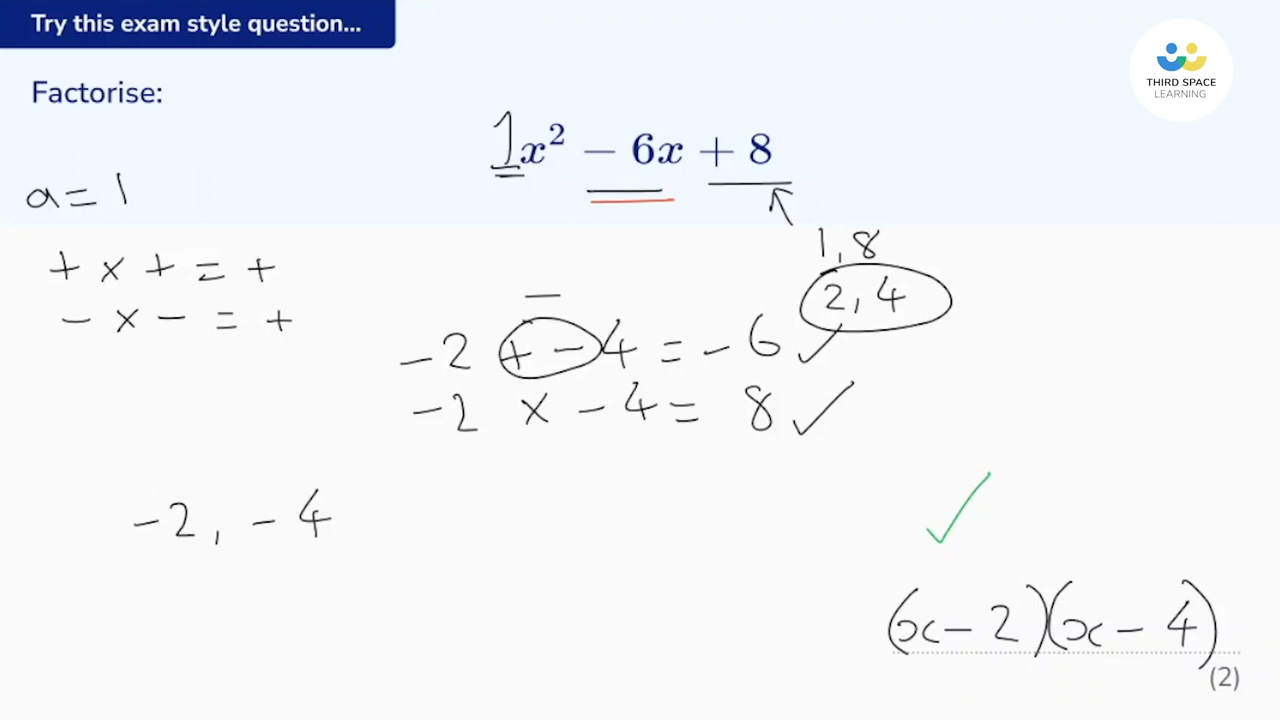 Try this exam style question...
THIRD SPACE
LEARNING
Factorise:
1x² − 6x + 8
a = 1
1, 8
+ x + = +
2, 4
− x − = +
−
−2 + −4 = −6 ✓
−2 x −4 = 8 ✓
−2, −4
✓
(x − 2)(x − 4)
(2)